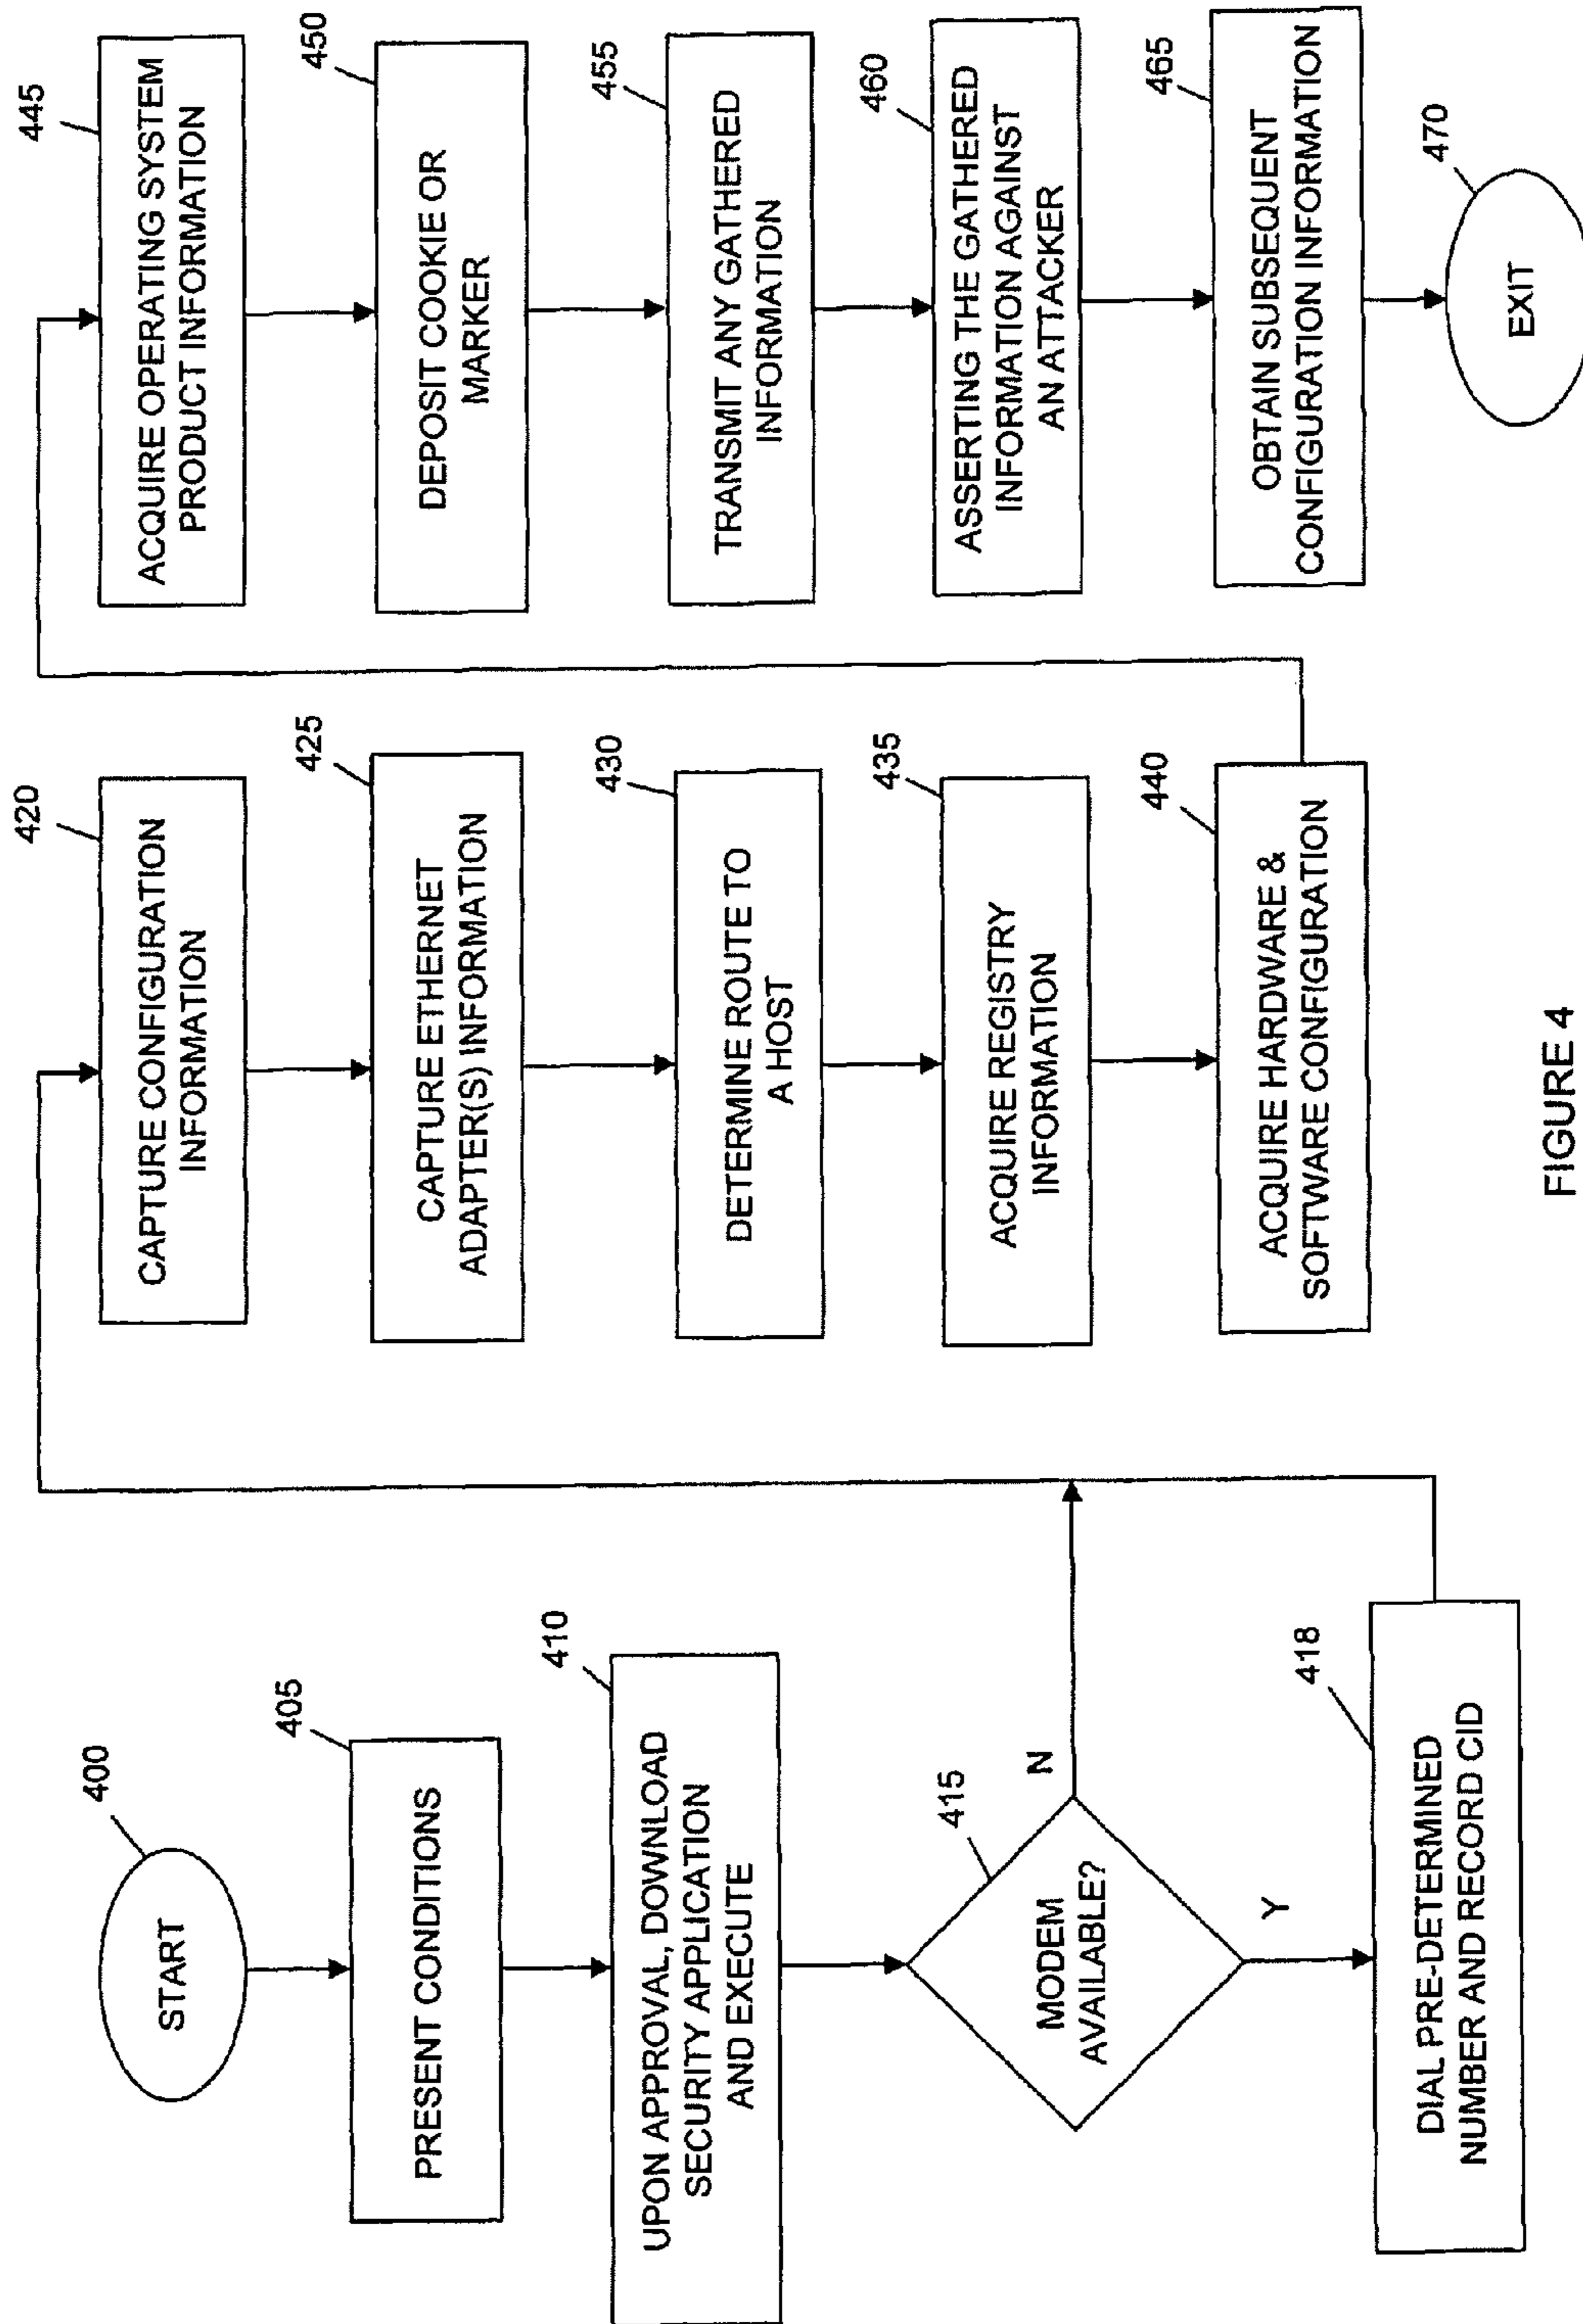 400
START
405
PRESENT CONDITIONS
410
UPON APPROVAL, DOWNLOAD
SECURITY APPLICATION
AND EXECUTE
415
MODEM
AVAILABLE?
N
Y
418
DIAL PRE-DETERMINED
NUMBER AND RECORD CID
420
CAPTURE CONFIGURATION
INFORMATION
425
CAPTURE ETHERNET
ADAPTER(S) INFORMATION
430
DETERMINE ROUTE TO
A HOST
435
ACQUIRE REGISTRY
INFORMATION
440
ACQUIRE HARDWARE &
SOFTWARE CONFIGURATION
445
ACQUIRE OPERATING SYSTEM
PRODUCT INFORMATION
450
DEPOSIT COOKIE OR
MARKER
455
TRANSMIT ANY GATHERED
INFORMATION
460
ASSERTING THE GATHERED
INFORMATION AGAINST
AN ATTACKER
465
OBTAIN SUBSEQUENT
CONFIGURATION INFORMATION
470
EXIT
FIGURE 4